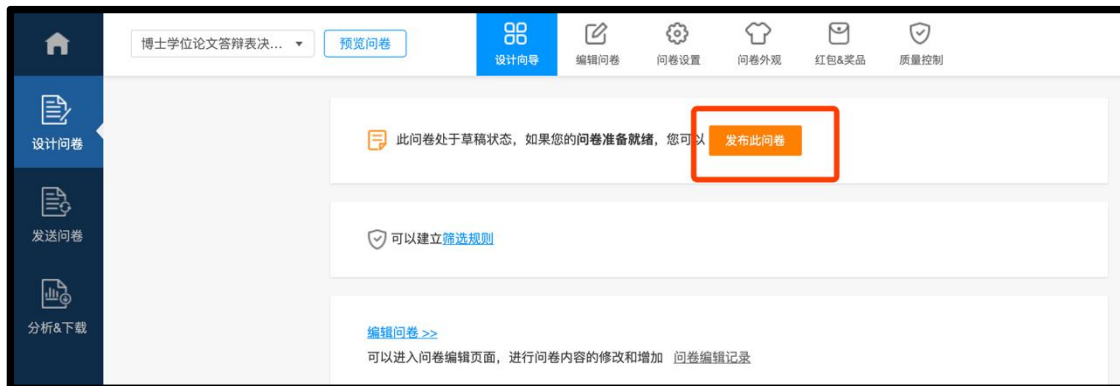 博士学位论文答辩表决...
预览问卷
设计向导
编辑问卷
问卷设置
问卷外观
红包&奖品
质量控制
设计问卷
发送问卷
分析&下载
此问卷处于草稿状态，如果您的问卷准备就绪，您可以 发布此问卷
可以建立筛选规则
编辑问卷 >>
可以进入问卷编辑页面，进行问卷内容的修改和增加 问卷编辑记录